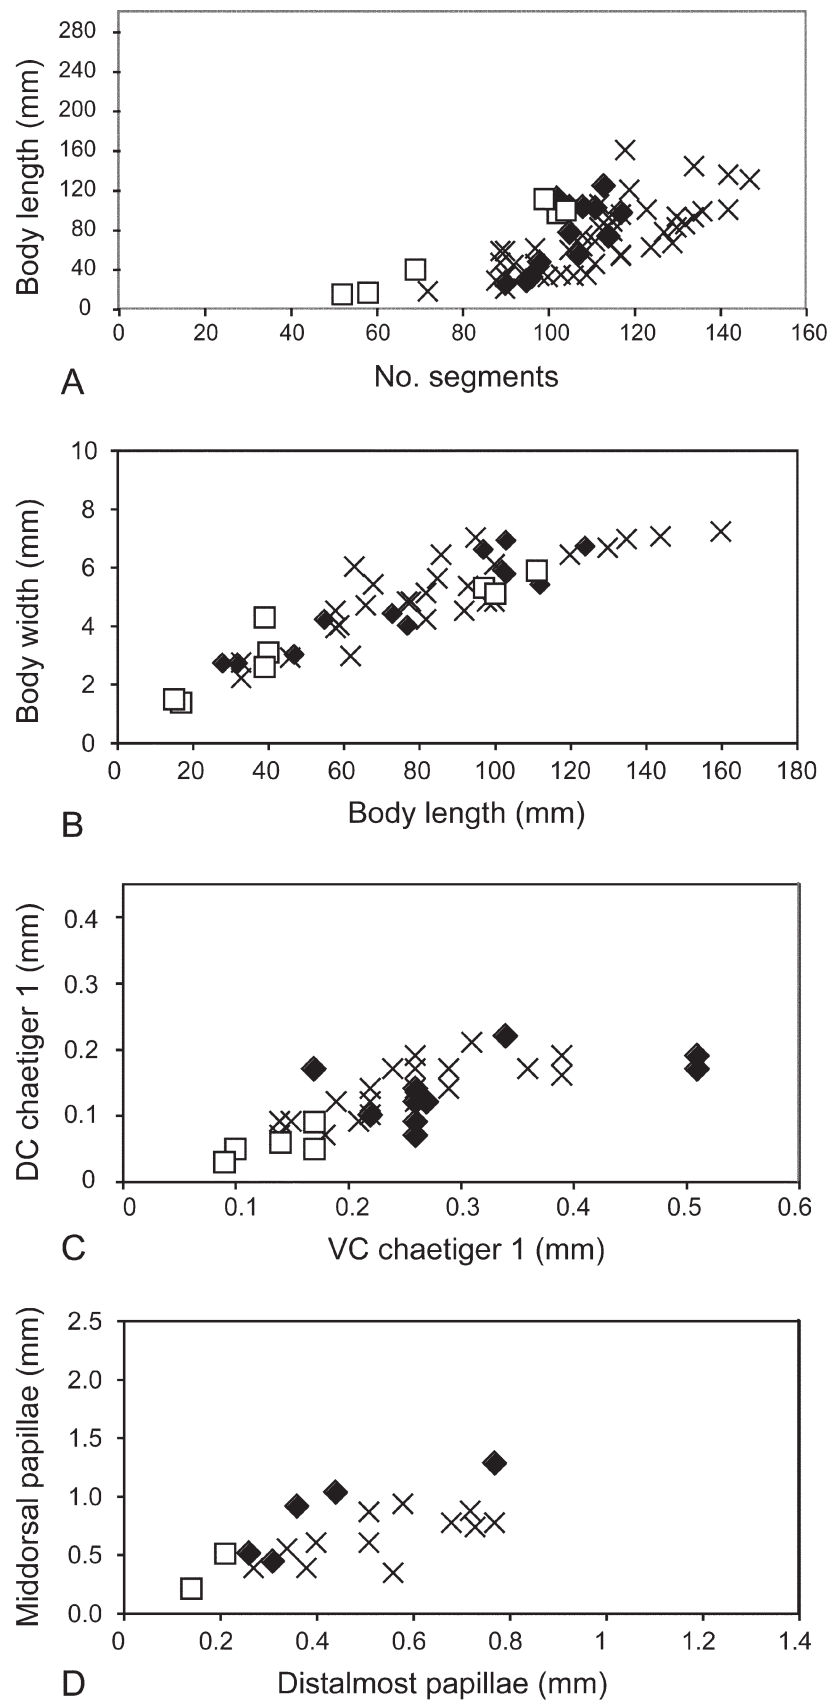 280
240
200
160
120
80
40
0
Body length (mm)
0 20 40 60 80 100 120 140 160
A
No. segments
10
8
6
4
2
0
Body width (mm)
0 20 40 60 80 100 120 140 160 180
B
Body length (mm)
0.4
0.3
0.2
0.1
0
DC chaetiger 1 (mm)
0 0.1 0.2 0.3 0.4 0.5 0.6
C
VC chaetiger 1 (mm)
2.5
2.0
1.5
1.0
0.5
0.0
Middorsal papillae (mm)
0 0.2 0.4 0.6 0.8 1 1.2 1.4
D
Distalmost papillae (mm)